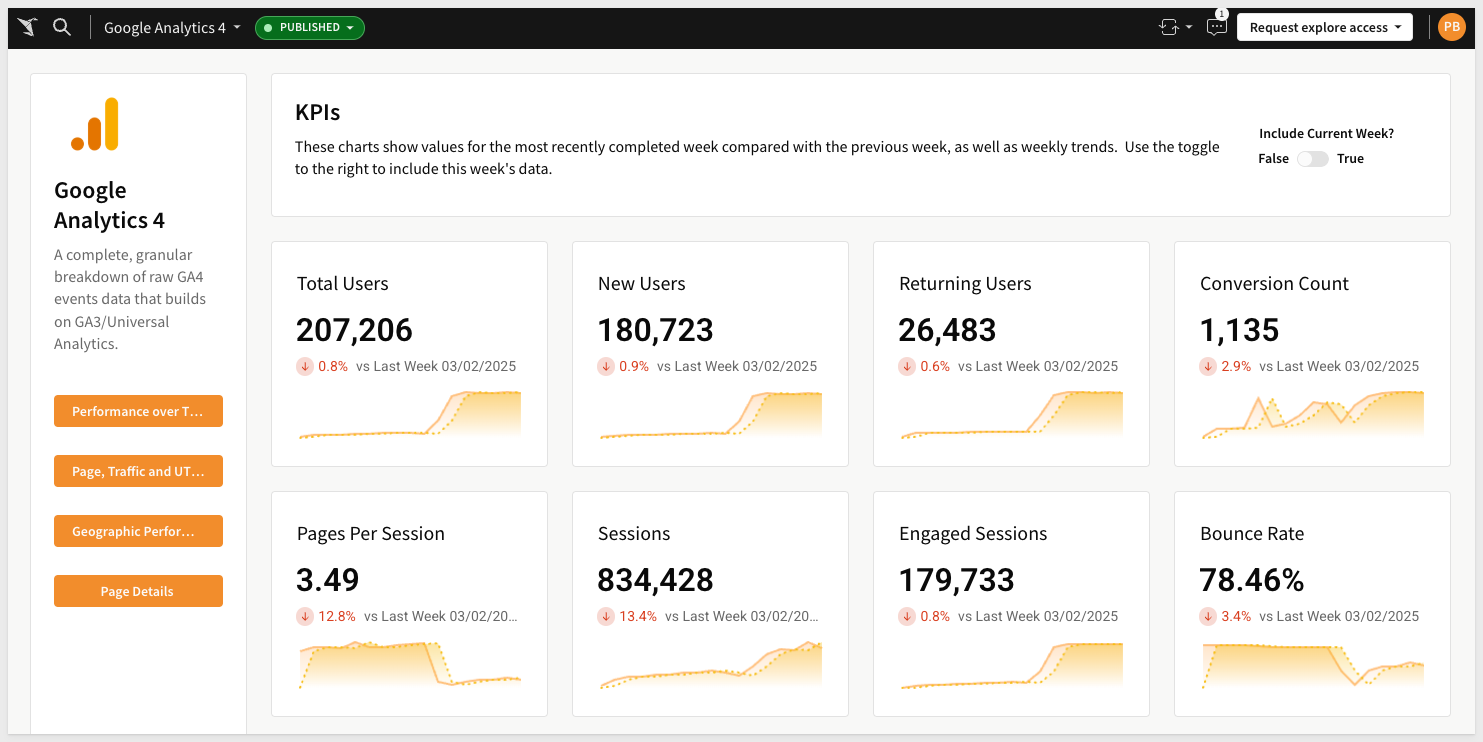 Google Analytics 4
PUBLISHED
1
Request explore access
PB
Google
Analytics 4
A complete, granular
breakdown of raw GA4
events data that builds
on GA3/Universal
Analytics.
Performance over T…
Page, Traffic and UT…
Geographic Perfor…
Page Details
KPIs
These charts show values for the most recently completed week compared with the previous week, as well as weekly trends.  Use the toggle
to the right to include this week's data.
Include Current Week?
False True
Total Users
207,206
0.8% vs Last Week 03/02/2025
New Users
180,723
0.9% vs Last Week 03/02/2025
Returning Users
26,483
0.6% vs Last Week 03/02/2025
Conversion Count
1,135
2.9% vs Last Week 03/02/2025
Pages Per Session
3.49
12.8% vs Last Week 03/02/20…
Sessions
834,428
13.4% vs Last Week 03/02/20…
Engaged Sessions
179,733
0.8% vs Last Week 03/02/2025
Bounce Rate
78.46%
3.4% vs Last Week 03/02/2025